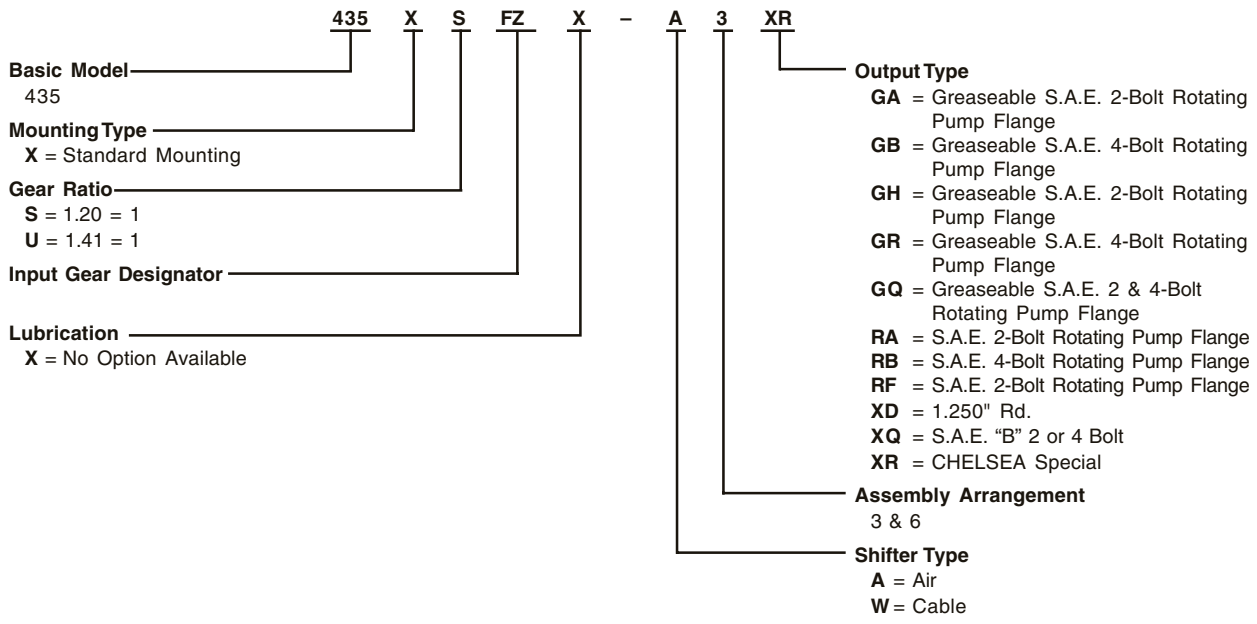 435 X S FZ X – A 3 XR
Basic Model
435
Mounting Type
X = Standard Mounting
Gear Ratio
S = 1.20 = 1
U = 1.41 = 1
Input Gear Designator
Lubrication
X = No Option Available
Output Type
GA = Greaseable S.A.E. 2-Bolt Rotating
Pump Flange
GB = Greaseable S.A.E. 4-Bolt Rotating
Pump Flange
GH = Greaseable S.A.E. 2-Bolt Rotating
Pump Flange
GR = Greaseable S.A.E. 4-Bolt Rotating
Pump Flange
GQ = Greaseable S.A.E. 2 & 4-Bolt
Rotating Pump Flange
RA = S.A.E. 2-Bolt Rotating Pump Flange
RB = S.A.E. 4-Bolt Rotating Pump Flange
RF = S.A.E. 2-Bolt Rotating Pump Flange
XD = 1.250" Rd.
XQ = S.A.E. “B” 2 or 4 Bolt
XR = CHELSEA Special
Assembly Arrangement
3 & 6
Shifter Type
A = Air
W = Cable